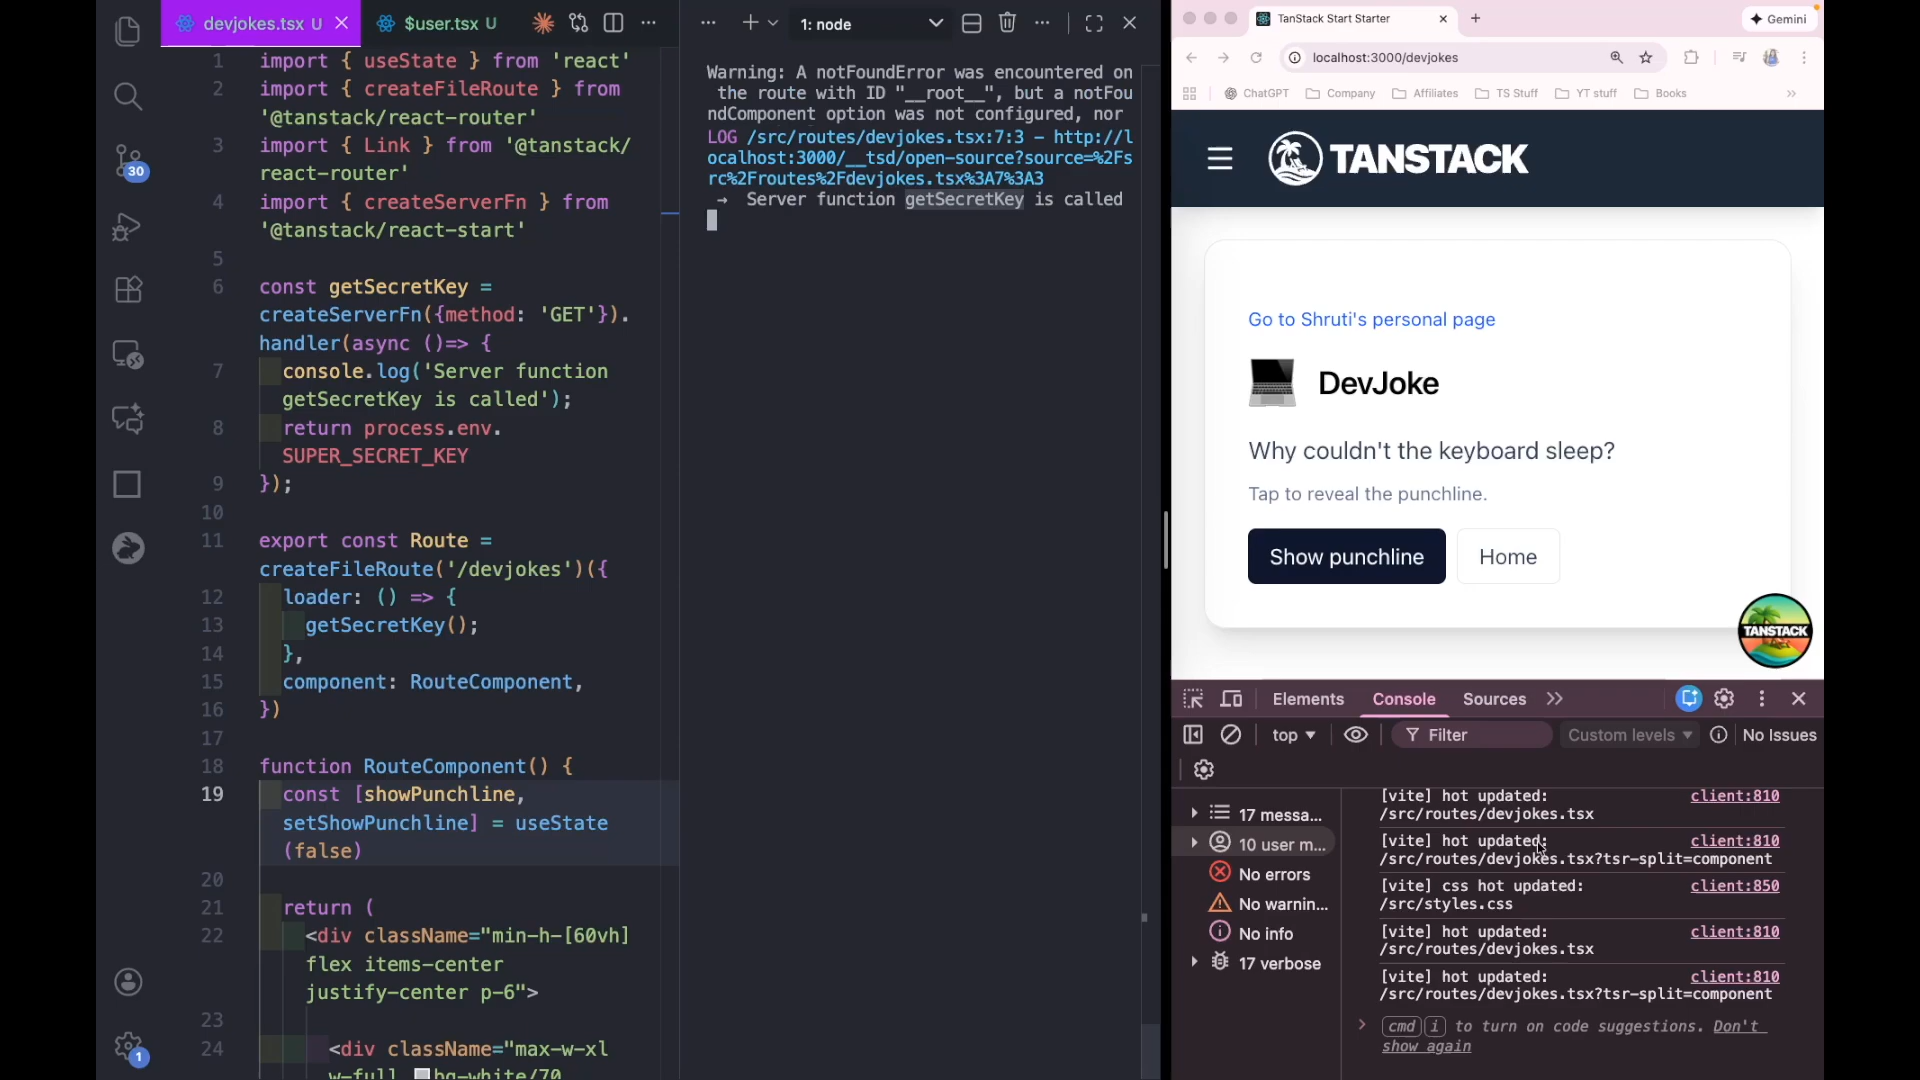 devjokes.tsx U
$user.tsx U
1 import { useState } from 'react'
2 import { createFileRoute } from
'@tanstack/react-router'
3 import { Link } from '@tanstack/
react-router'
4 import { createServerFn } from
'@tanstack/react-start'
5
6 const getSecretKey =
createServerFn({method: 'GET'}).
handler(async ()=> {
7 console.log('Server function
getSecretKey is called');
8 return process.env.
SUPER_SECRET_KEY
9 });
10
11 export const Route =
createFileRoute('/devjokes')({
12 loader: () => {
13 getSecretKey();
14 },
15 component: RouteComponent,
16 })
17
18 function RouteComponent() {
19 const [showPunchline,
setShowPunchline] = useState
(false)
20
21 return (
22 <div className="min-h-[60vh]
flex items-center
justify-center p-6">
23
24 <div className="max-w-xl
w-full bg-white/70
30
1
1: node
Warning: A notFoundError was encountered on
the route with ID "__root__", but a notFou
ndComponent option was not configured, nor
LOG /src/routes/devjokes.tsx:7:3 - http://l
ocalhost:3000/__tsd/open-source?source=%2Fs
rc%2Froutes%2Fdevjokes.tsx%3A7%3A3
→ Server function getSecretKey is called
TanStack Start Starter
Gemini
localhost:3000/devjokes
ChatGPT
Company
Affiliates
TS Stuff
YT stuff
Books
TANSTACK
Go to Shruti's personal page
DevJoke
Why couldn't the keyboard sleep?
Tap to reveal the punchline.
Show punchline
Home
TANSTACK
Elements
Console
Sources
top
Filter
Custom levels
No Issues
17 messa...
10 user m...
No errors
No warnin...
No info
17 verbose
[vite] hot updated: client:810
/src/routes/devjokes.tsx
[vite] hot updated: client:810
/src/routes/devjokes.tsx?tsr-split=component
[vite] css hot updated: client:850
/src/styles.css
[vite] hot updated: client:810
/src/routes/devjokes.tsx
[vite] hot updated: client:810
/src/routes/devjokes.tsx?tsr-split=component
cmd i to turn on code suggestions. Don't
show again